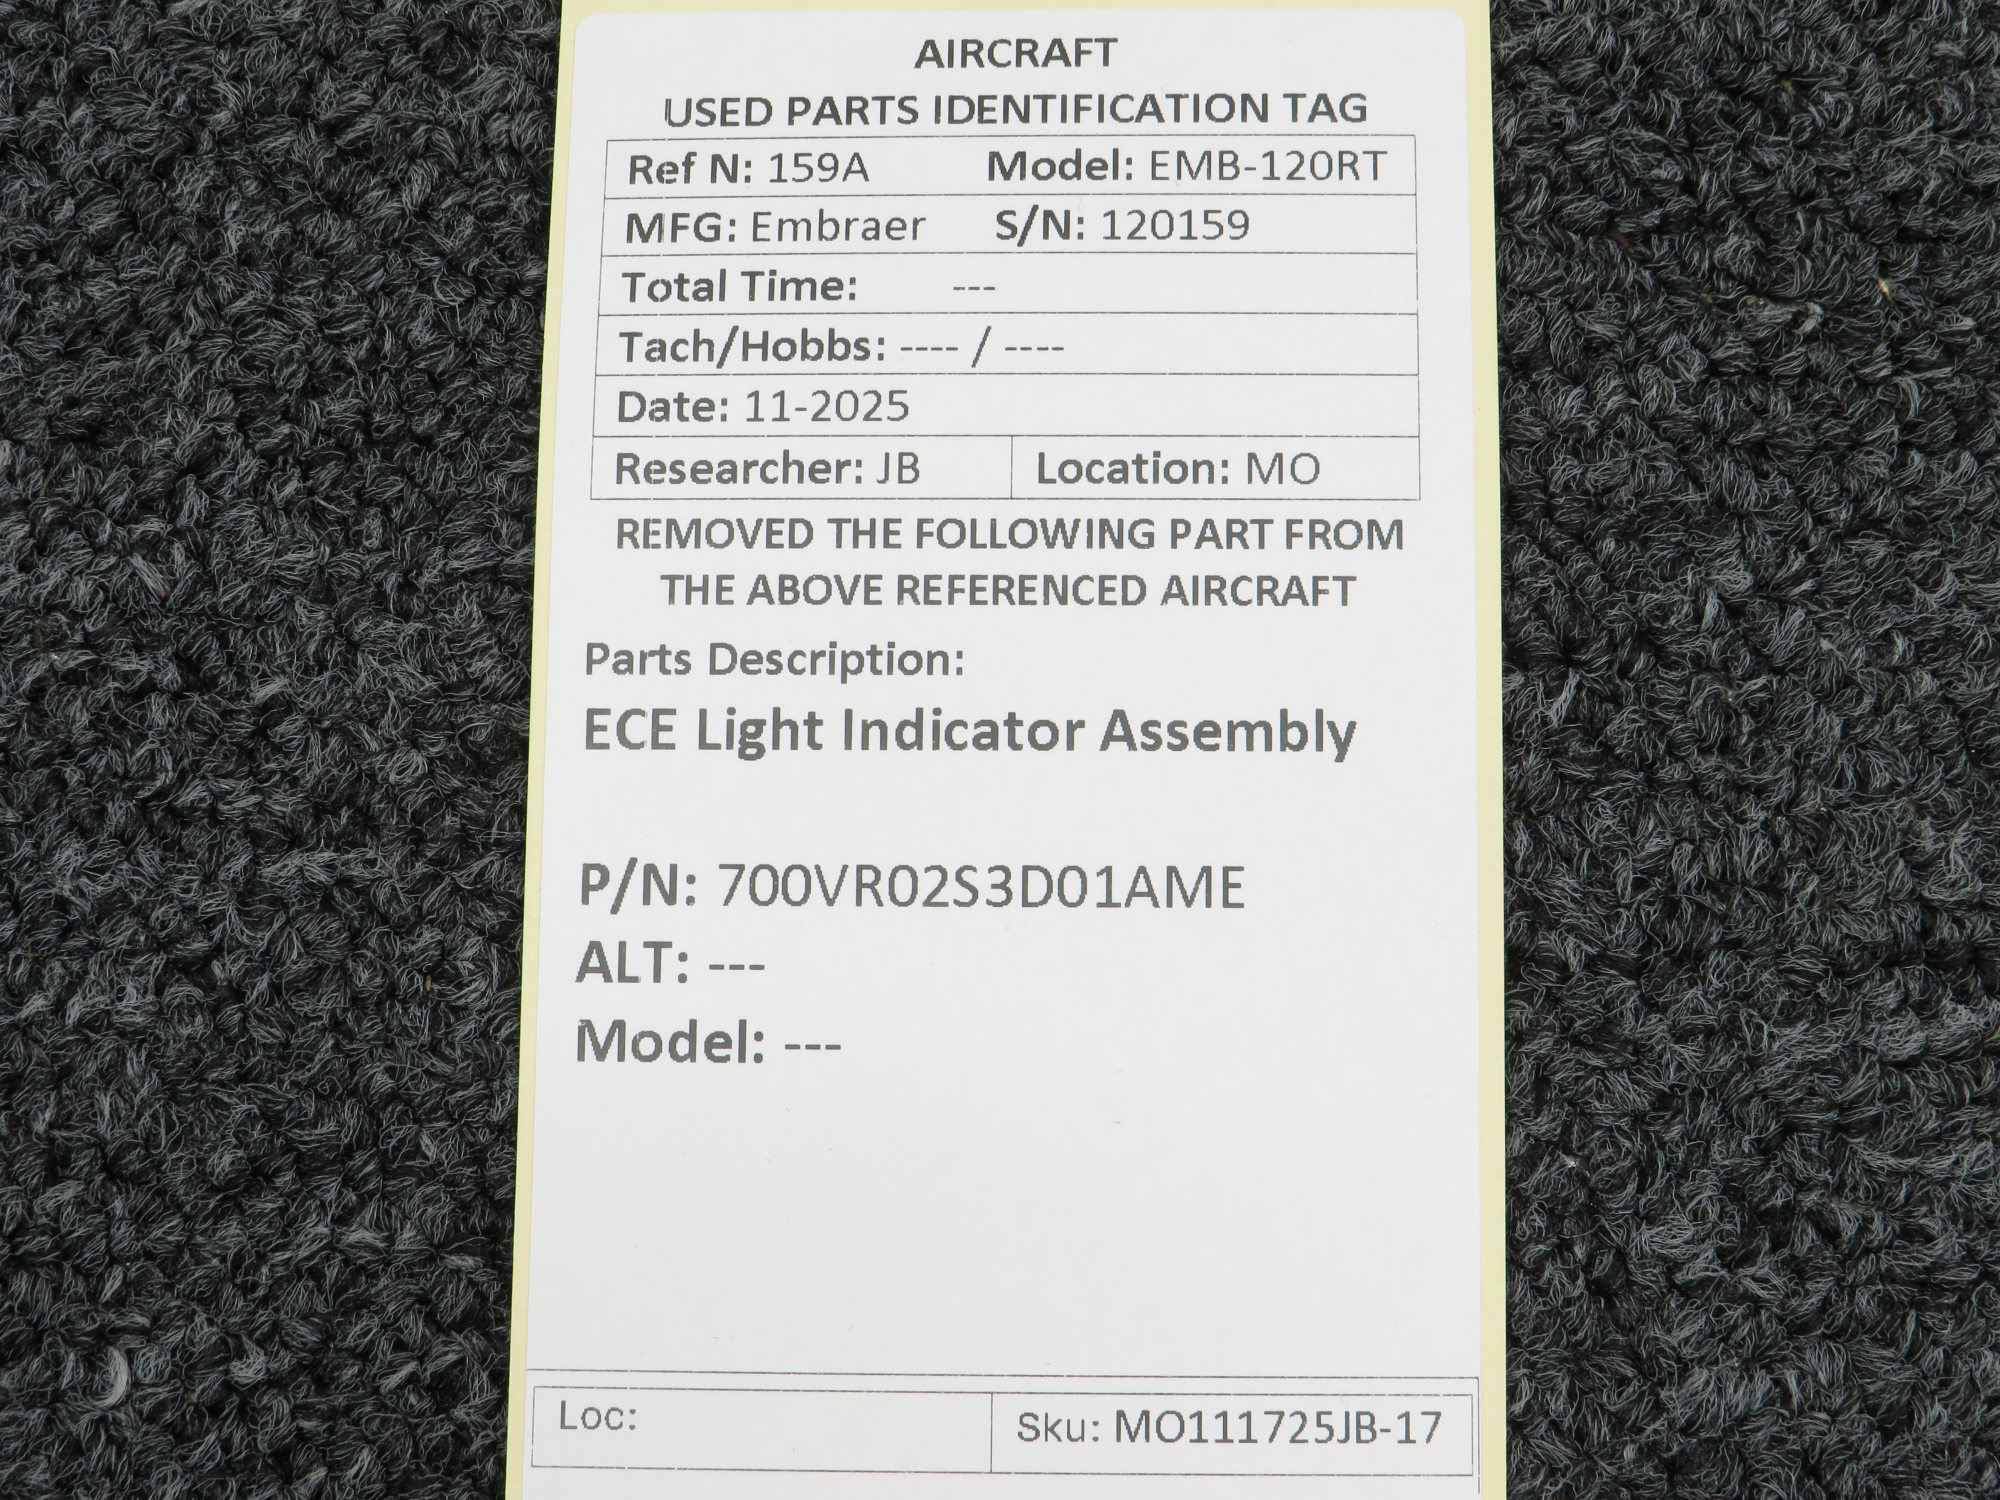 AIRCRAFT
USED PARTS IDENTIFICATION TAG
Ref N: 159A Model: EMB-120RT
MFG: Embraer S/N: 120159
Total Time: ---
Tach/Hobbs: ---- / ----
Date: 11-2025
Researcher: JB Location: MO
REMOVED THE FOLLOWING PART FROM
THE ABOVE REFERENCED AIRCRAFT
Parts Description:
ECE Light Indicator Assembly
P/N: 700VR02S3D01AME
ALT: ---
Model: ---
Loc: Sku: MO111725JB-17